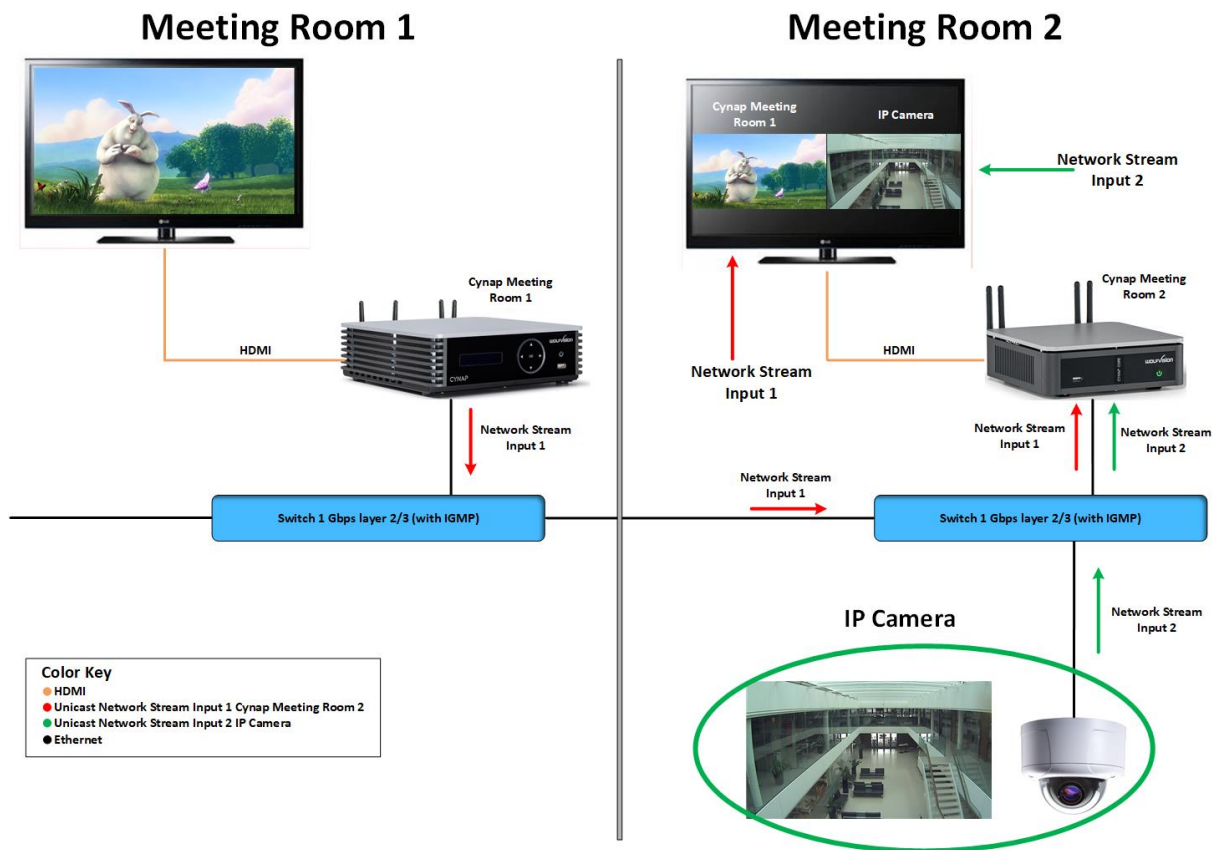 Meeting Room 1
Meeting Room 2
Cynap Meeting
Room 1
IP Camera
Network Stream
Input 2
LG
LG
Cynap Meeting
Room 1
Cynap Meeting
Room 2
HDMI
HDMI
WOLFVISION
CYNAP
WOLFVISION
Network Stream
Input 1
Network Stream
Input 1
Network Stream
Input 1
Network Stream
Input 2
Network Stream
Input 1
Switch 1 Gbps layer 2/3 (with IGMP)
Switch 1 Gbps layer 2/3 (with IGMP)
Network Stream
Input 2
IP Camera
Color Key
HDMI
Unicast Network Stream Input 1 Cynap Meeting Room 2
Unicast Network Stream Input 2 IP Camera
Ethernet